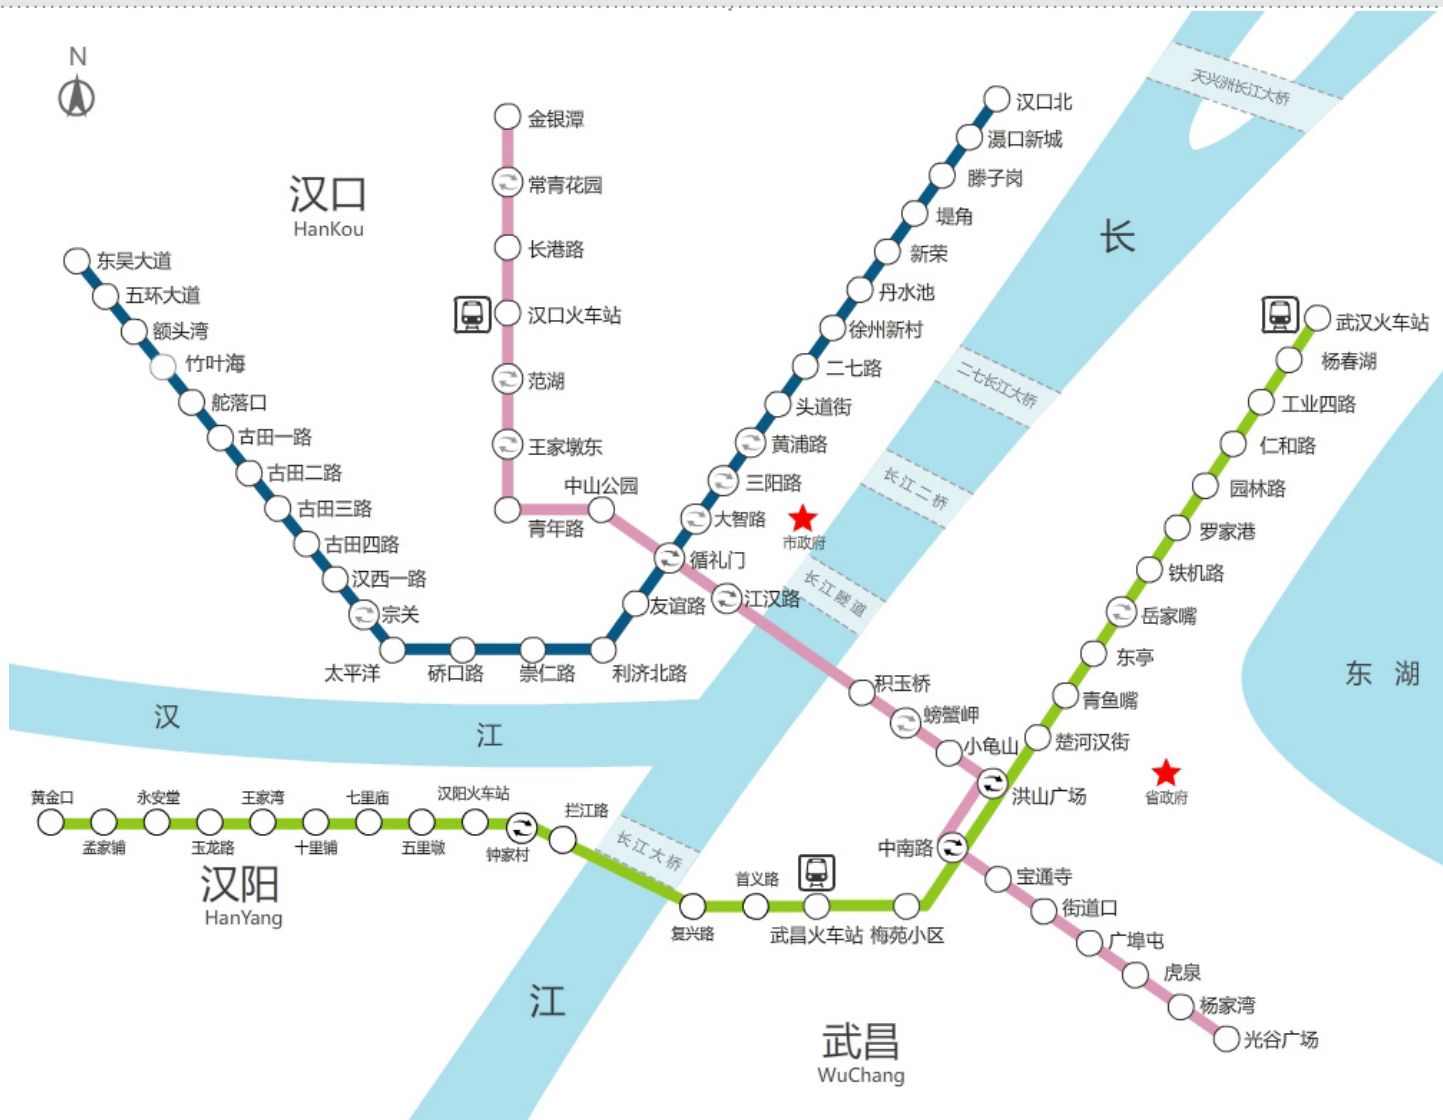 N
汉口
HanKou
金银潭
常青花园
长港路
汉口火车站
范湖
王家墩东
青年路
中山公园
循礼门
江汉路
积玉桥
螃蟹岬
小龟山
洪山广场
中南路
宝通寺
街道口
广埠屯
虎泉
杨家湾
光谷广场
东吴大道
五环大道
额头湾
竹叶海
舵落口
古田一路
古田二路
古田三路
古田四路
汉西一路
宗关
太平洋
硚口路
崇仁路
利济北路
友谊路
大智路
三阳路
黄浦路
头道街
二七路
徐州新村
丹水池
新荣
堤角
滕子岗
滠口新城
汉口北
天兴洲长江大桥
长
二七长江大桥
长江二桥
市政府
长江隧道
武汉火车站
杨春湖
工业四路
仁和路
园林路
罗家港
铁机路
岳家嘴
东亭
青鱼嘴
楚河汉街
东 湖
省政府
汉
江
黄金口
孟家铺
永安堂
玉龙路
王家湾
十里铺
七里庙
五里墩
汉阳火车站
钟家村
拦江路
长江大桥
汉阳
HanYang
复兴路
首义路
武昌火车站
梅苑小区
江
武昌
WuChang